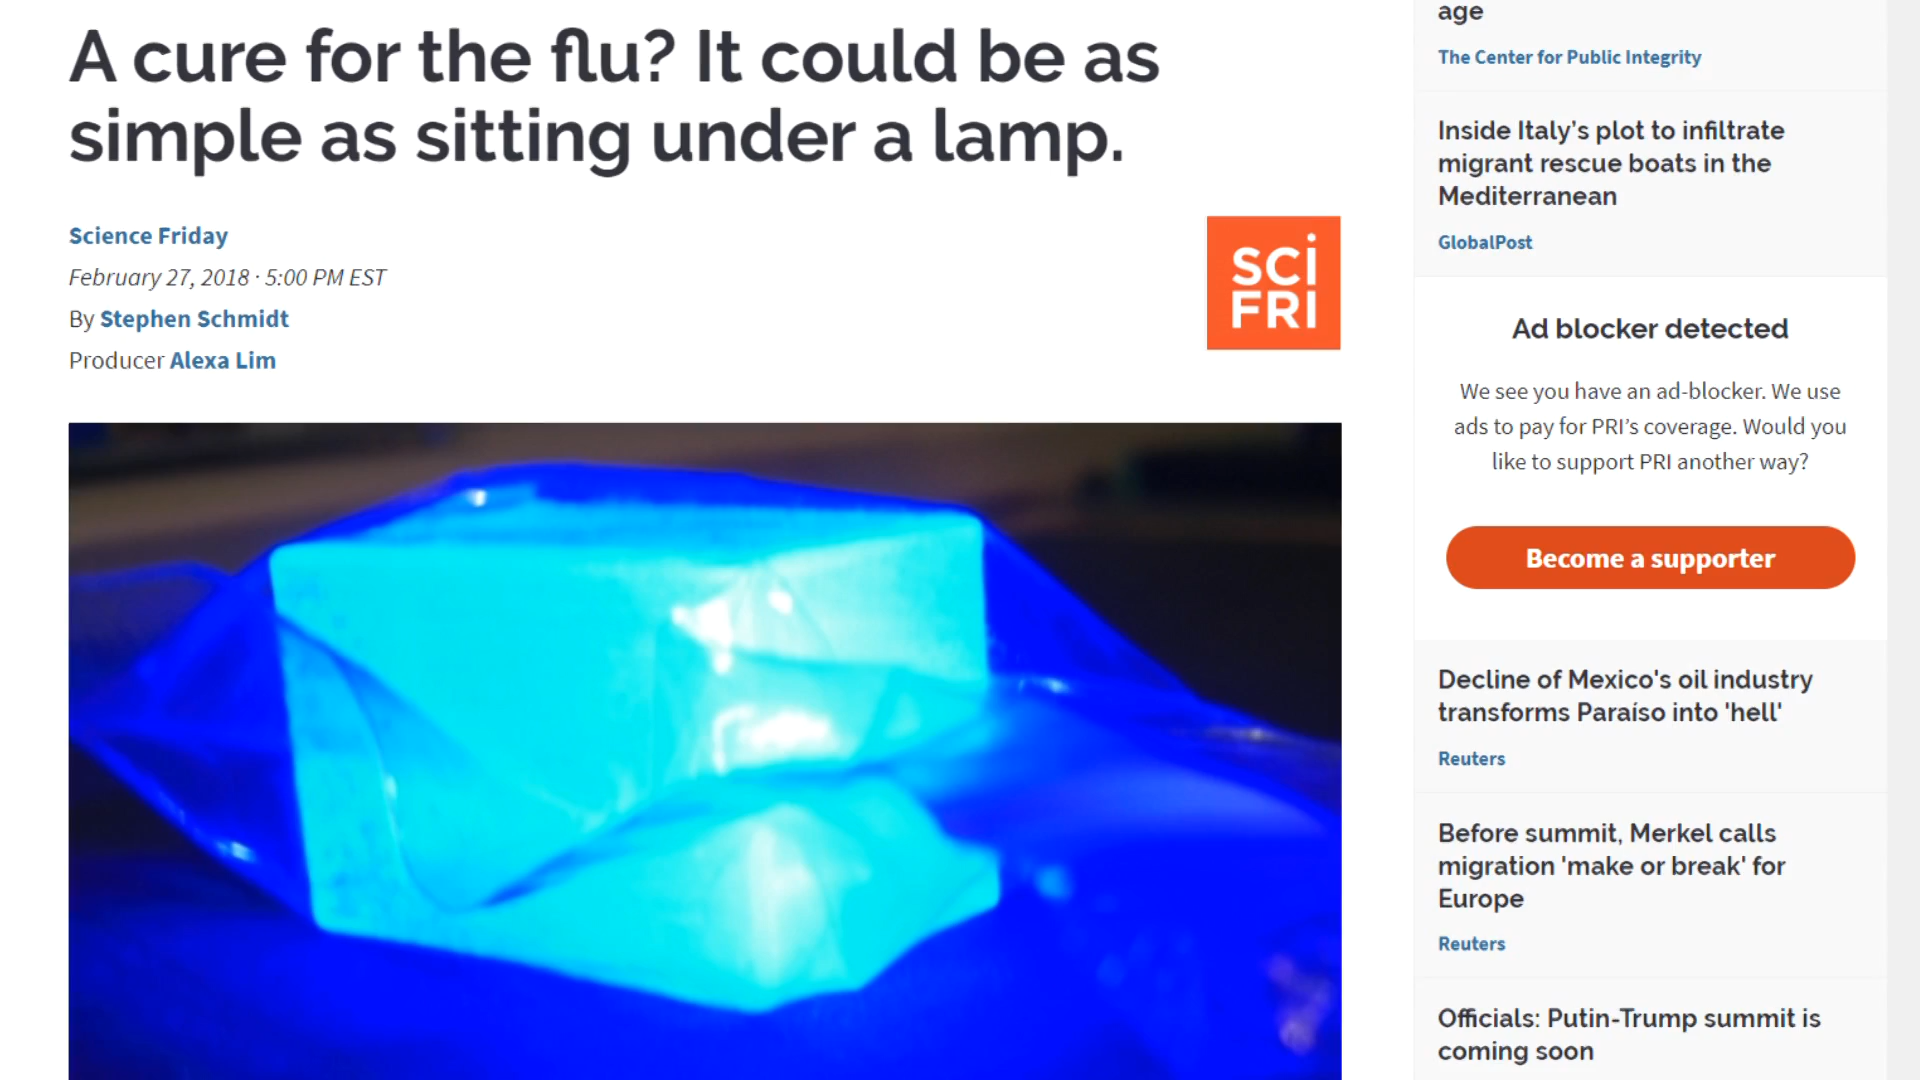 A cure for the flu? It could be as
simple as sitting under a lamp.
Science Friday
February 27, 2018 · 5:00 PM EST
By Stephen Schmidt
Producer Alexa Lim
SCI
FRI
age
The Center for Public Integrity
Inside Italy’s plot to infiltrate
migrant rescue boats in the
Mediterranean
GlobalPost
Ad blocker detected
We see you have an ad-blocker. We use
ads to pay for PRI’s coverage. Would you
like to support PRI another way?
Become a supporter
Decline of Mexico's oil industry
transforms Paraíso into 'hell'
Reuters
Before summit, Merkel calls
migration 'make or break' for
Europe
Reuters
Officials: Putin-Trump summit is
coming soon